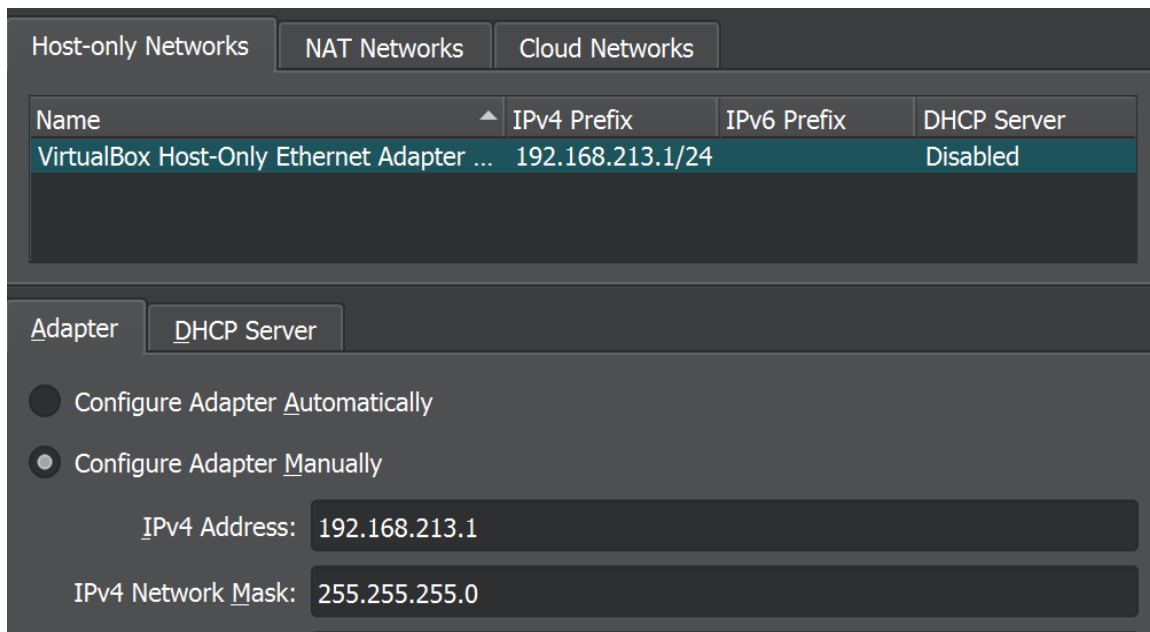 Host-only Networks NAT Networks Cloud Networks
Name IPv4 Prefix IPv6 Prefix DHCP Server
VirtualBox Host-Only Ethernet Adapter ... 192.168.213.1/24 Disabled
Adapter DHCP Server
Configure Adapter Automatically
Configure Adapter Manually
IPv4 Address: 192.168.213.1
IPv4 Network Mask: 255.255.255.0